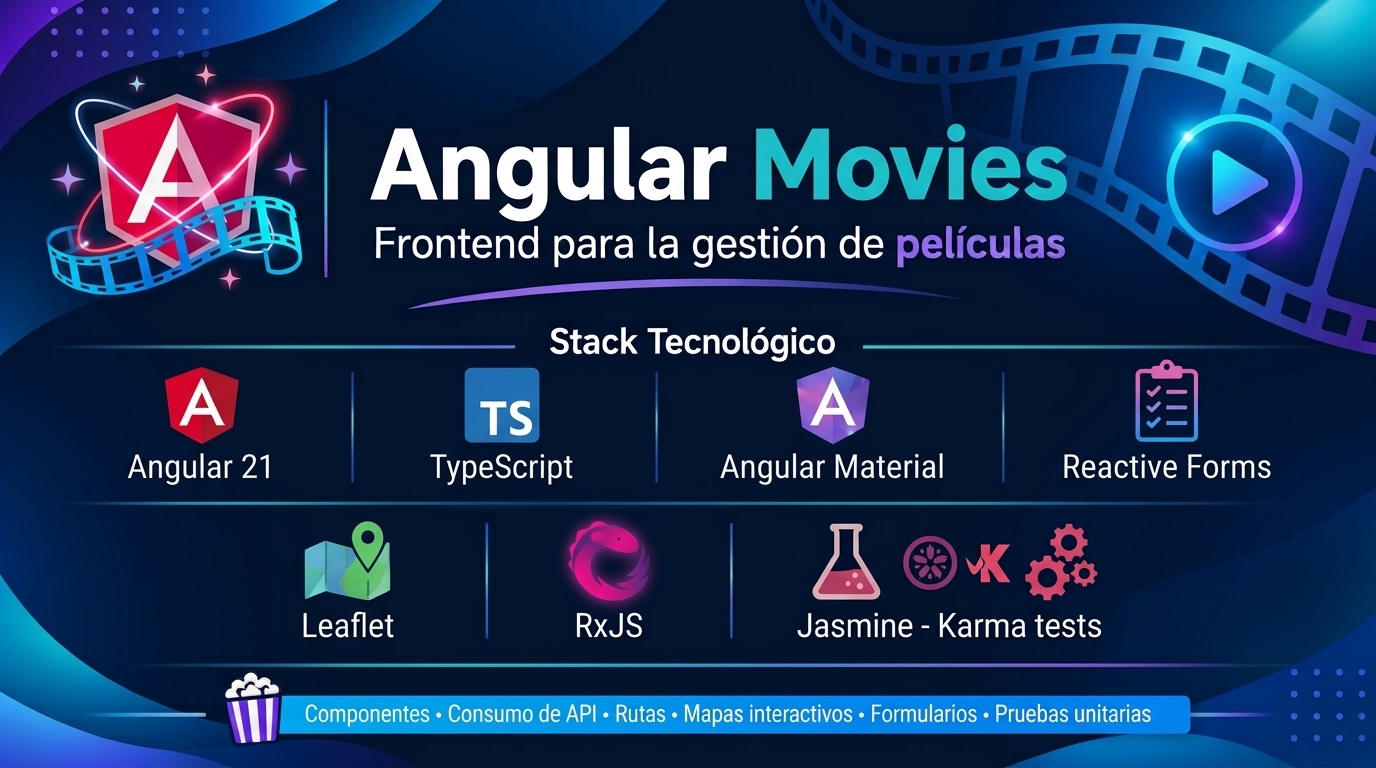 Angular Movies
Frontend para la gestión de películas
Stack Tecnológico
A
TS
A
Angular 21
TypeScript
Angular Material
Reactive Forms
K
Leaflet
RxJS
Jasmine - Karma tests
Componentes • Consumo de API • Rutas • Mapas interactivos • Formularios • Pruebas unitarias